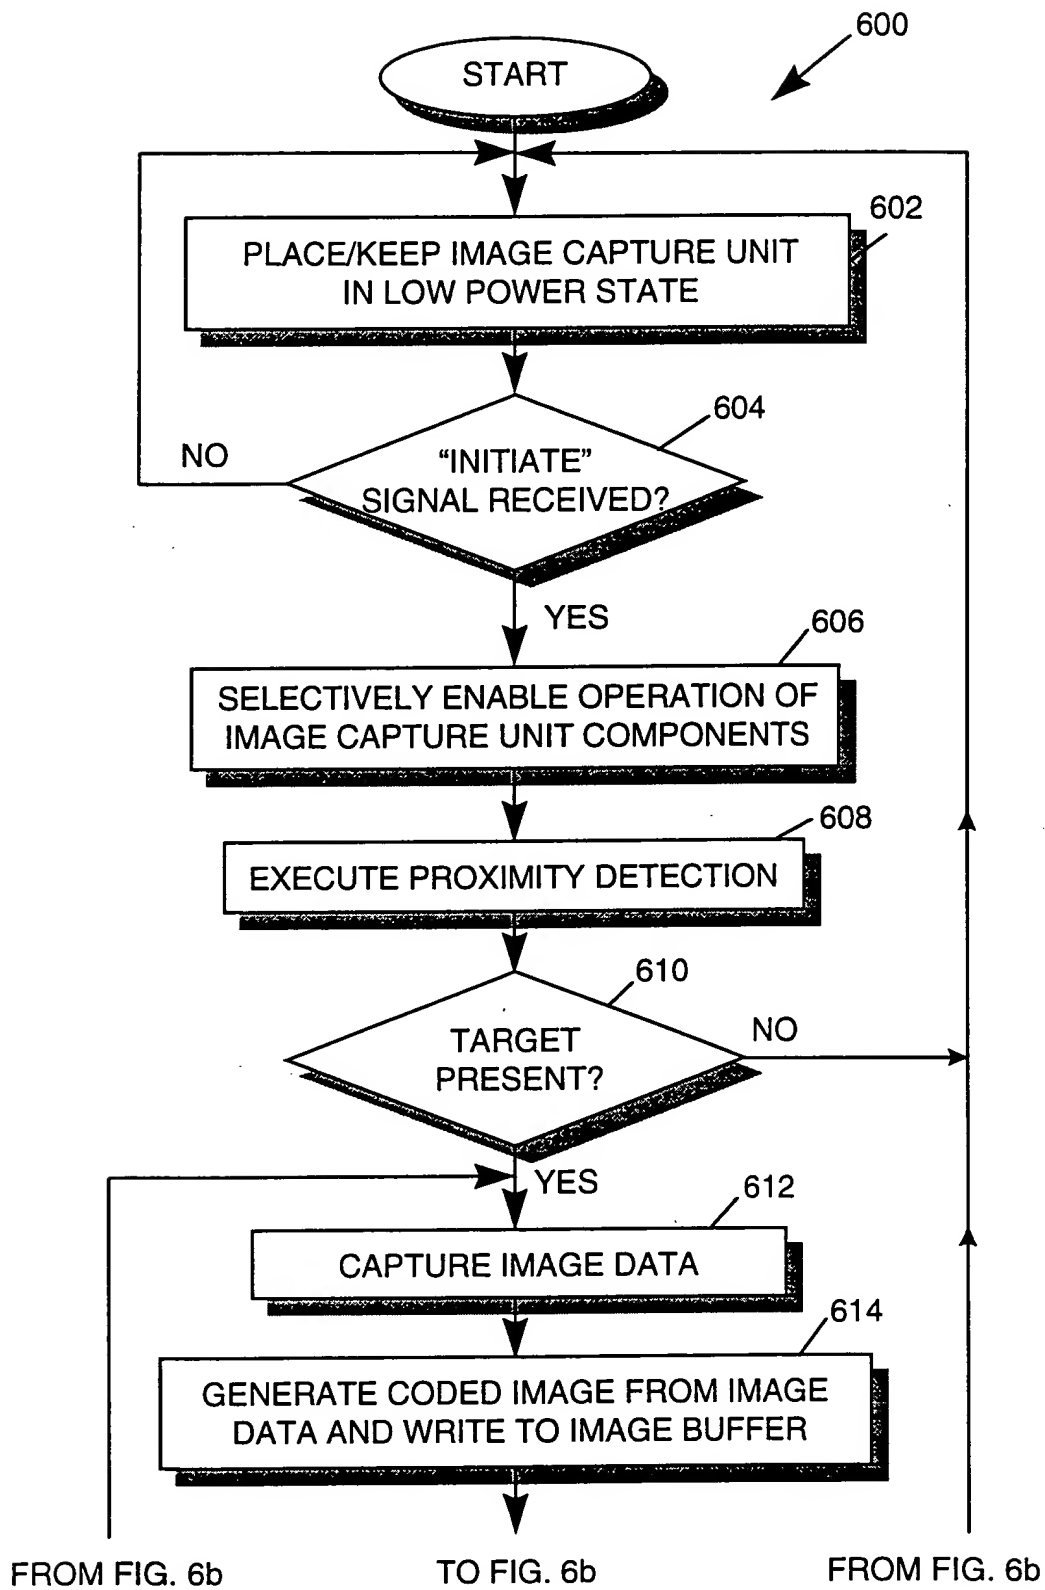 600
START
602
PLACE/KEEP IMAGE CAPTURE UNIT
IN LOW POWER STATE
604
NO
“INITIATE”
SIGNAL RECEIVED?
YES
606
SELECTIVELY ENABLE OPERATION OF
IMAGE CAPTURE UNIT COMPONENTS
608
EXECUTE PROXIMITY DETECTION
610
NO
TARGET
PRESENT?
YES
612
CAPTURE IMAGE DATA
614
GENERATE CODED IMAGE FROM IMAGE
DATA AND WRITE TO IMAGE BUFFER
FROM FIG. 6b
TO FIG. 6b
FROM FIG. 6b